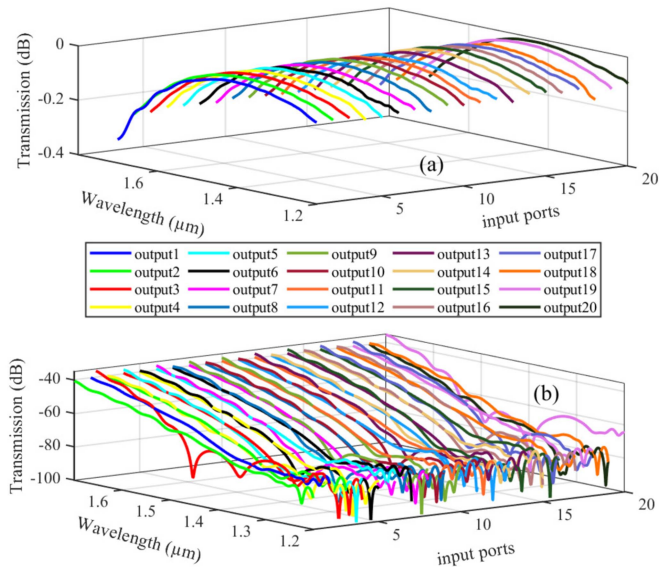 0
-0.2
-0.4
Transmission (dB)
(a)
1.6
1.4
1.2
Wavelength (µm)
5
10
15
20
input ports
output1 output5 output9 output13 output17
output2 output6 output10 output14 output18
output3 output7 output11 output15 output19
output4 output8 output12 output16 output20
-40
-60
-80
-100
Transmission (dB)
(b)
1.6
1.5
1.4
1.3
1.2
Wavelength (µm)
5
10
15
20
input ports